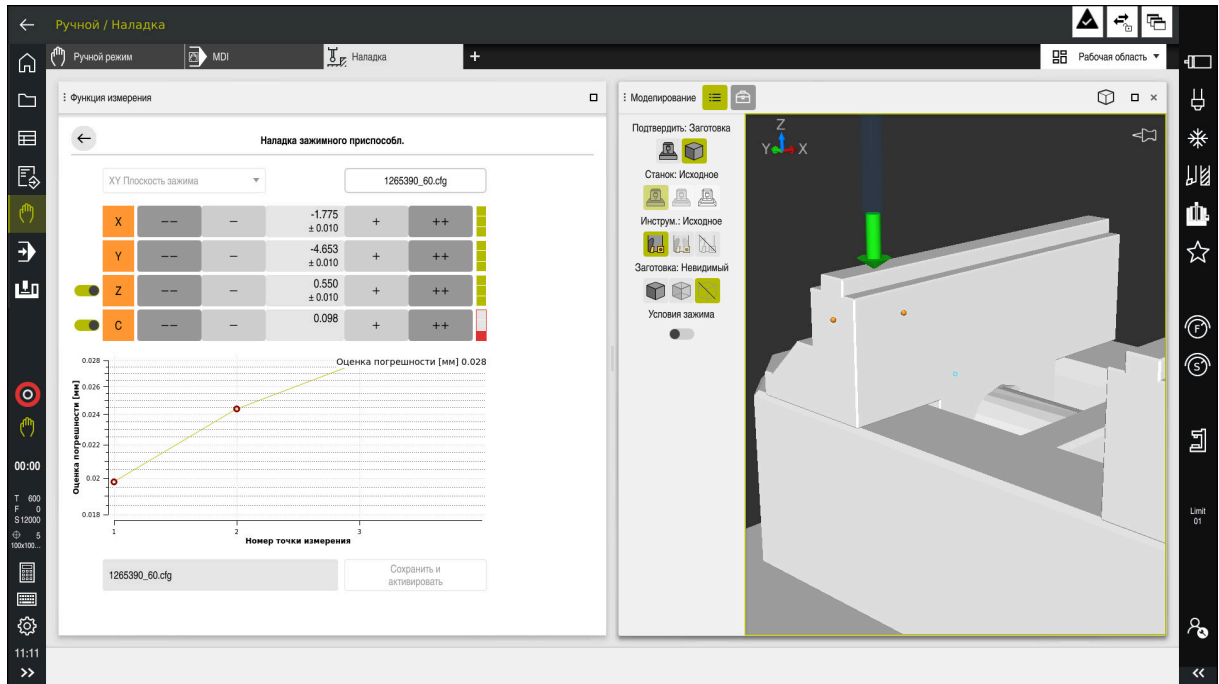 Ручной / Наладка
Ручной режим
MDI
Наладка
+
Рабочая область
Функция измерения
Наладка зажимного приспособл.
XY Плоскость зажима
1265390_60.cfg
X −− − -1.775 ± 0.010 + ++
Y −− − -4.653 ± 0.010 + ++
Z −− − 0.550 ± 0.010 + ++
C −− − 0.098 + ++
Оценка погрешности [мм] 0.028
Оценка погрешности [мм]
0.028
0.026
0.024
0.022
0.02
0.018
1 2 3
Номер точки измерения
1265390_60.cfg
Сохранить и
активировать
Моделирование
Подтвердить: Заготовка
Станок: Исходное
Инструм.: Исходное
Заготовка: Невидимый
Условия зажима
Z
Y X
00:00
T 600
F 0
S 12000
5
100x100...
11:11
F
S
Limit
01